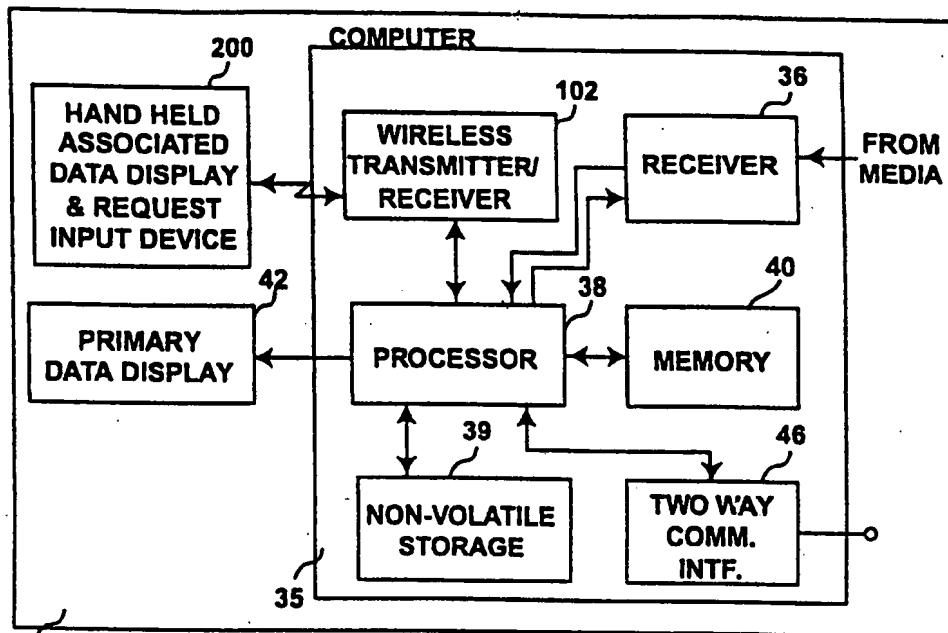 COMPUTER
200
HAND HELD
ASSOCIATED
DATA DISPLAY
& REQUEST
INPUT DEVICE
102
WIRELESS
TRANSMITTER/
RECEIVER
36
RECEIVER
FROM
MEDIA
42
PRIMARY
DATA DISPLAY
38
PROCESSOR
40
MEMORY
39
NON-VOLATILE
STORAGE
46
TWO WAY
COMM.
INTF.
35